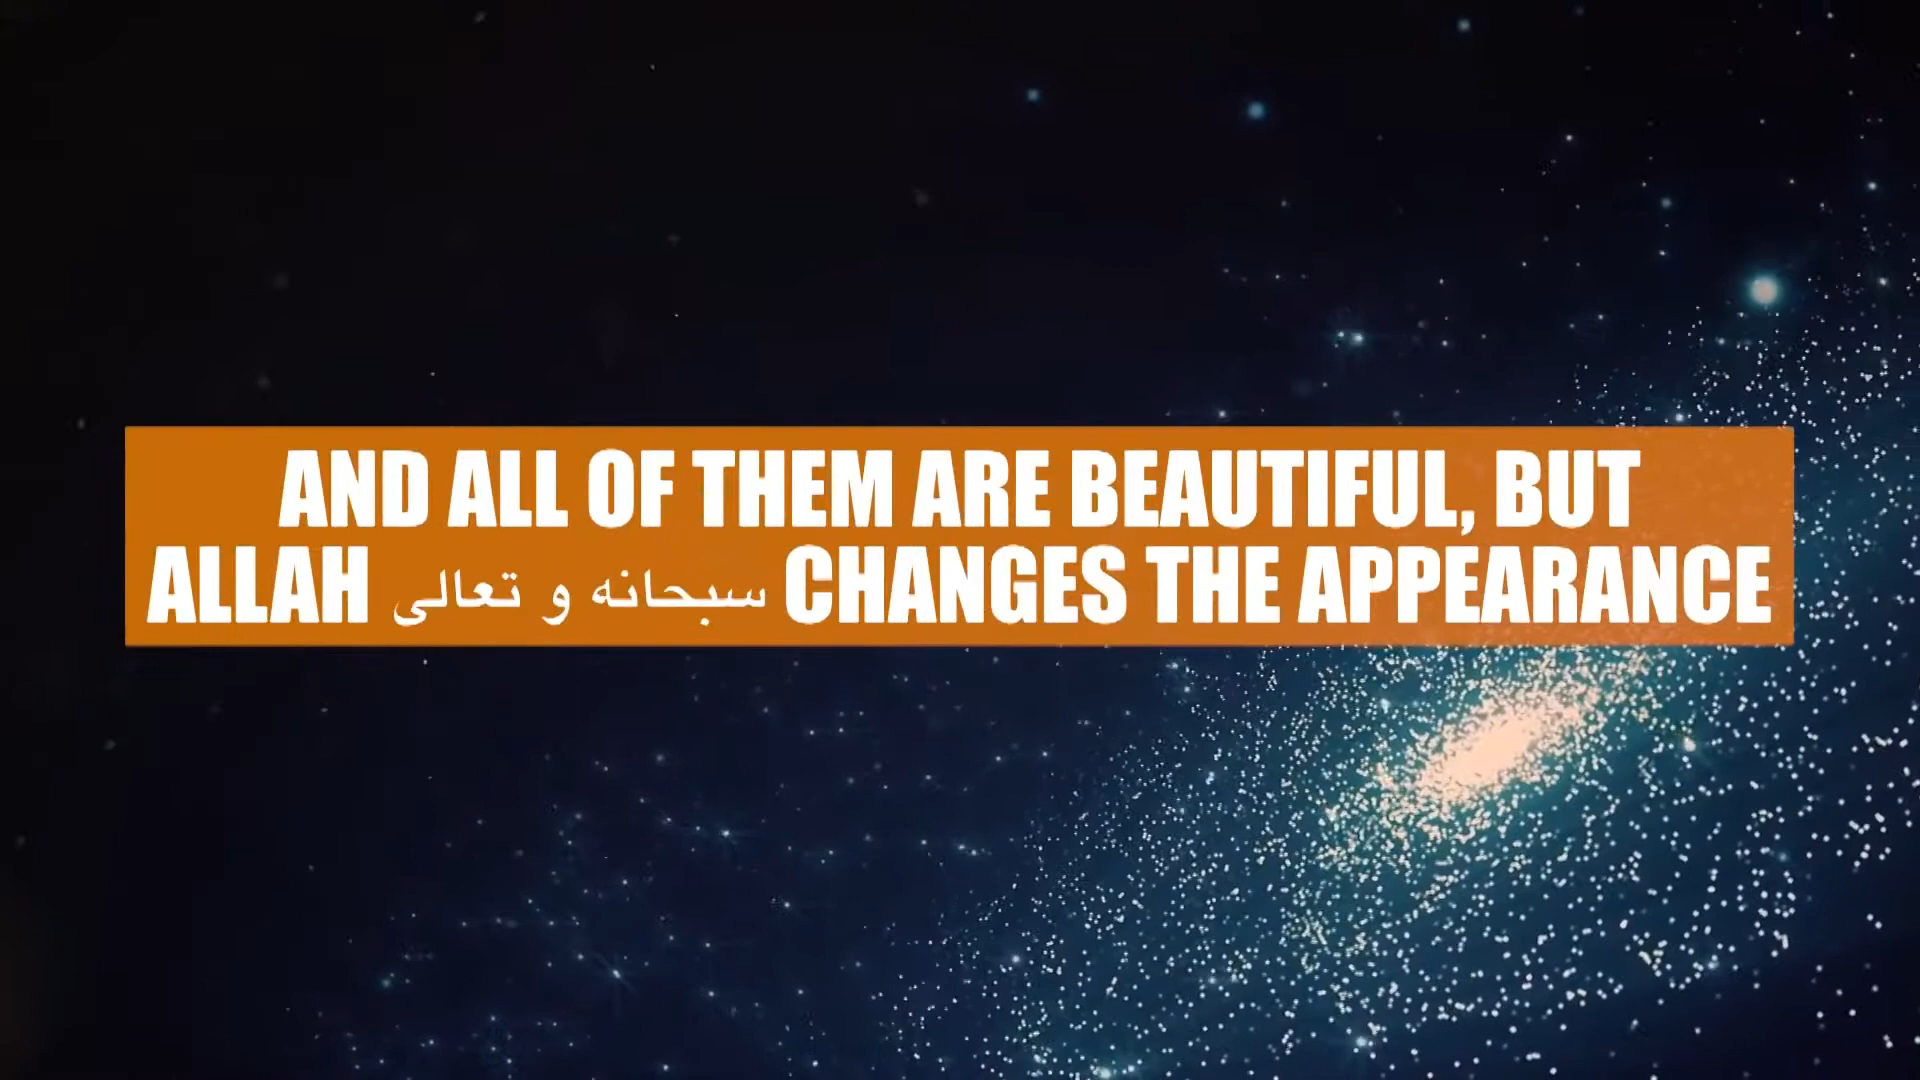 AND ALL OF THEM ARE BEAUTIFUL, BUT
ALLAH سبحانه و تعالى CHANGES THE APPEARANCE